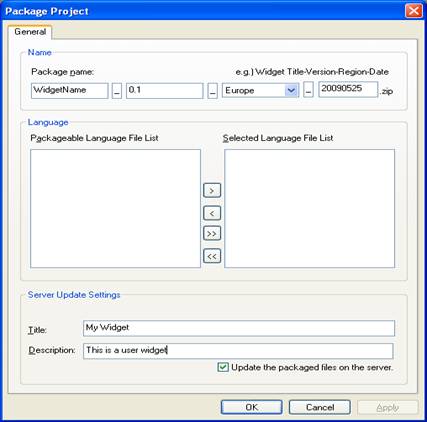 Package Project
General
Name
Package name: e.g.) Widget Title-Version-Region-Date
WidgetName _ 0.1 _ Europe _ 20090525 .zip
Language
Packageable Language File List Selected Language File List
>
<
>>
<<
Server Update Settings
Title: My Widget
Description: This is a user widget
Update the packaged files on the server.
OK Cancel Apply